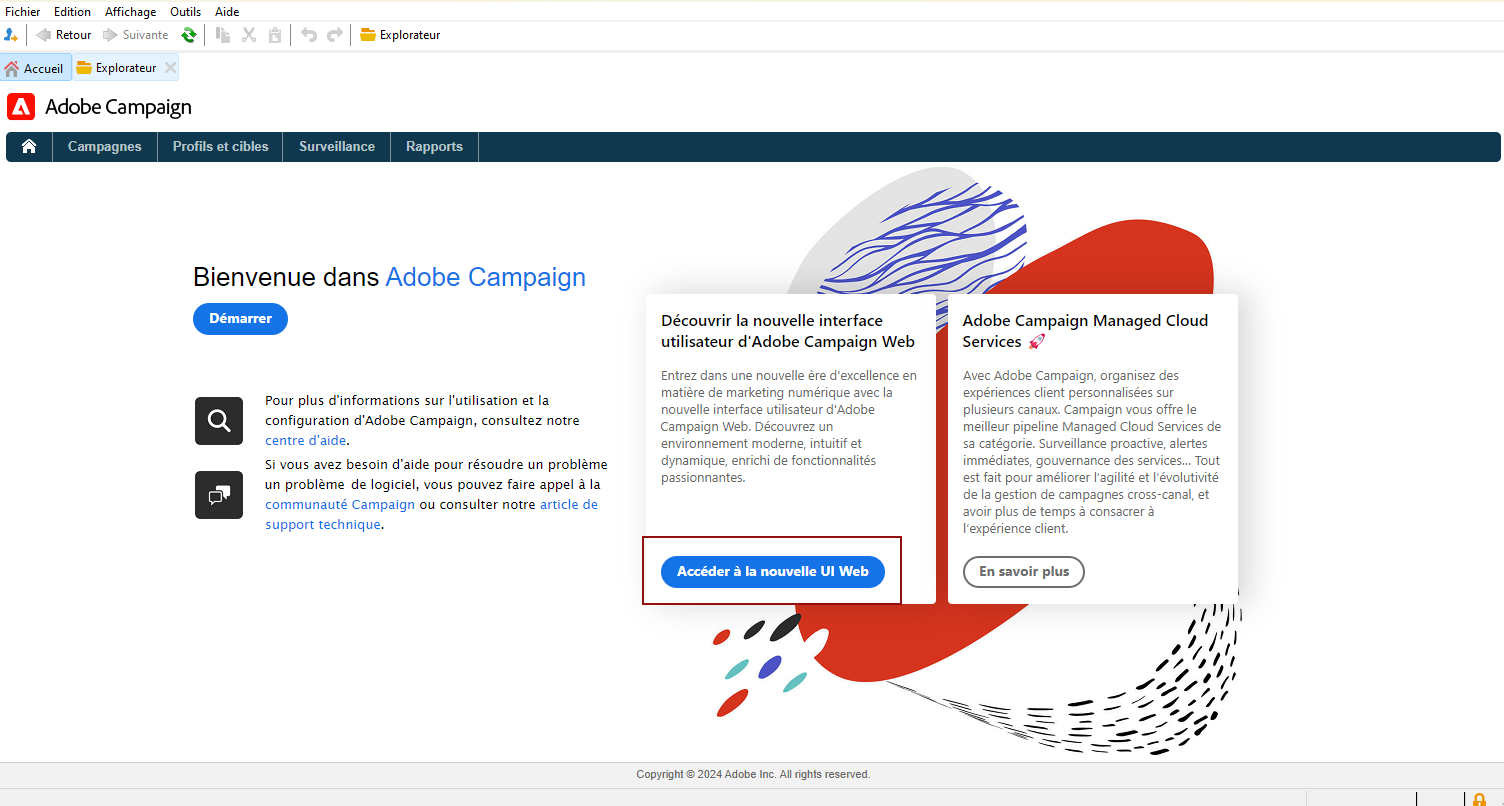 Fichier Edition Affichage Outils Aide
Retour Suivante Explorateur
Accueil Explorateur
Adobe Campaign
Campagnes Profils et cibles Surveillance Rapports
Bienvenue dans Adobe Campaign
Démarrer
Pour plus d'informations sur l'utilisation et la
configuration d'Adobe Campaign, consultez notre
centre d'aide.
Si vous avez besoin d'aide pour résoudre un problème
un problème de logiciel, vous pouvez faire appel à la
communauté Campaign ou consulter notre article de
support technique.
Découvrir la nouvelle interface
utilisateur d'Adobe Campaign Web
Entrez dans une nouvelle ère d'excellence en
matière de marketing numérique avec la
nouvelle interface utilisateur d'Adobe
Campaign Web. Découvrez un
environnement moderne, intuitif et
dynamique, enrichi de fonctionnalités
passionnantes.
Accéder à la nouvelle UI Web
Adobe Campaign Managed Cloud
Services 🚀
Avec Adobe Campaign, organisez des
expériences client personnalisées sur
plusieurs canaux. Campaign vous offre le
meilleur pipeline Managed Cloud Services de
sa catégorie. Surveillance proactive, alertes
immédiates, gouvernance des services... Tout
est fait pour améliorer l'agilité et l'évolutivité
de la gestion de campagnes cross-canal, et
avoir plus de temps à consacrer à
l'expérience client.
En savoir plus
Copyright © 2024 Adobe Inc. All rights reserved.